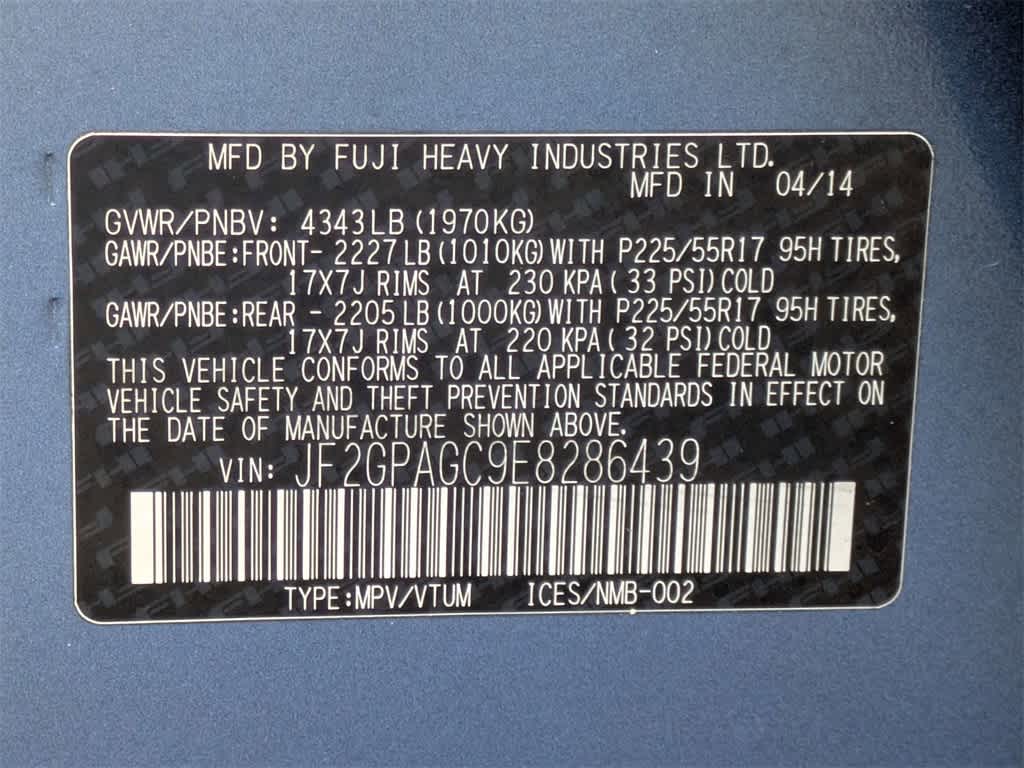 MFD BY FUJI HEAVY INDUSTRIES LTD.
MFD IN 04/14
GVWR/PNBV: 4343LB (1970KG)
GAWR/PNBE:FRONT- 2227LB (1010KG) WITH P225/55R17 95H TIRES,
17X7J RIMS AT 230 KPA ( 33 PSI) COLD
GAWR/PNBE:REAR - 2205LB (1000KG) WITH P225/55R17 95H TIRES,
17X7J RIMS AT 220 KPA ( 32 PSI) COLD
THIS VEHICLE CONFORMS TO ALL APPLICABLE FEDERAL MOTOR
VEHICLE SAFETY AND THEFT PREVENTION STANDARDS IN EFFECT ON
THE DATE OF MANUFACTURE SHOWN ABOVE.
VIN: JF2GPAGC9E8286439
TYPE:MPV/VTUM ICES/NMB-002